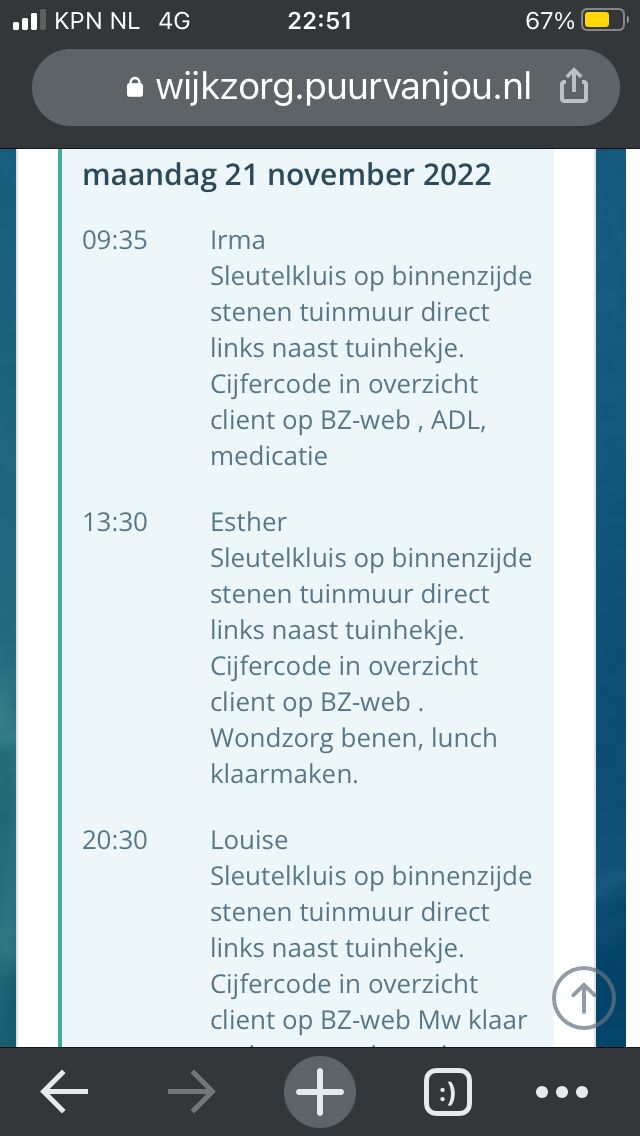 KPN NL 4G 22:51 67%
wijkzorg.puurvanjou.nl
maandag 21 november 2022
09:35 Irma
Sleutelkluis op binnenzijde
stenen tuinmuur direct
links naast tuinhekje.
Cijfercode in overzicht
client op BZ-web , ADL,
medicatie
13:30 Esther
Sleutelkluis op binnenzijde
stenen tuinmuur direct
links naast tuinhekje.
Cijfercode in overzicht
client op BZ-web .
Wondzorg benen, lunch
klaarmaken.
20:30 Louise
Sleutelkluis op binnenzijde
stenen tuinmuur direct
links naast tuinhekje.
Cijfercode in overzicht
client op BZ-web Mw klaar
:)